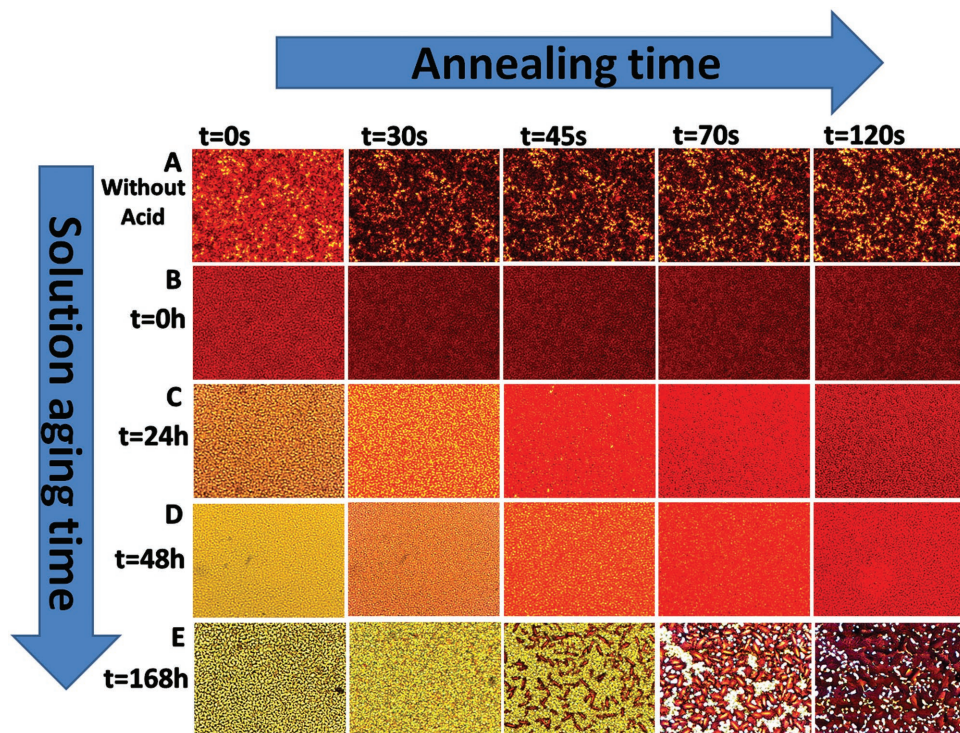 Annealing time
t=0s t=30s t=45s t=70s t=120s
Solution aging time
A
Without
Acid
B
t=0h
C
t=24h
D
t=48h
E
t=168h